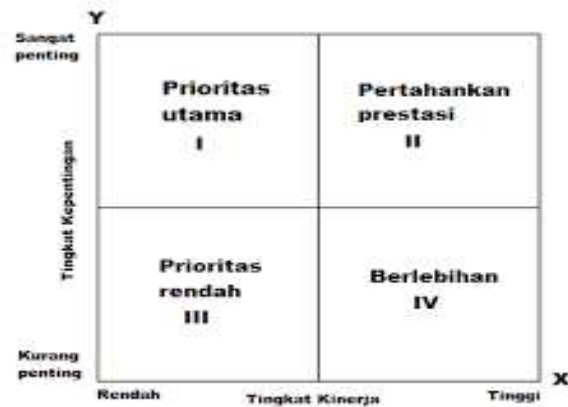 Y
Sangat
penting
Prioritas
utama
I
Pertahankan
prestasi
II
Tingkat Kepentingan
Prioritas
rendah
III
Berlebihan
IV
Kurang
penting
X
Rendah
Tingkat Kinerja
Tinggi